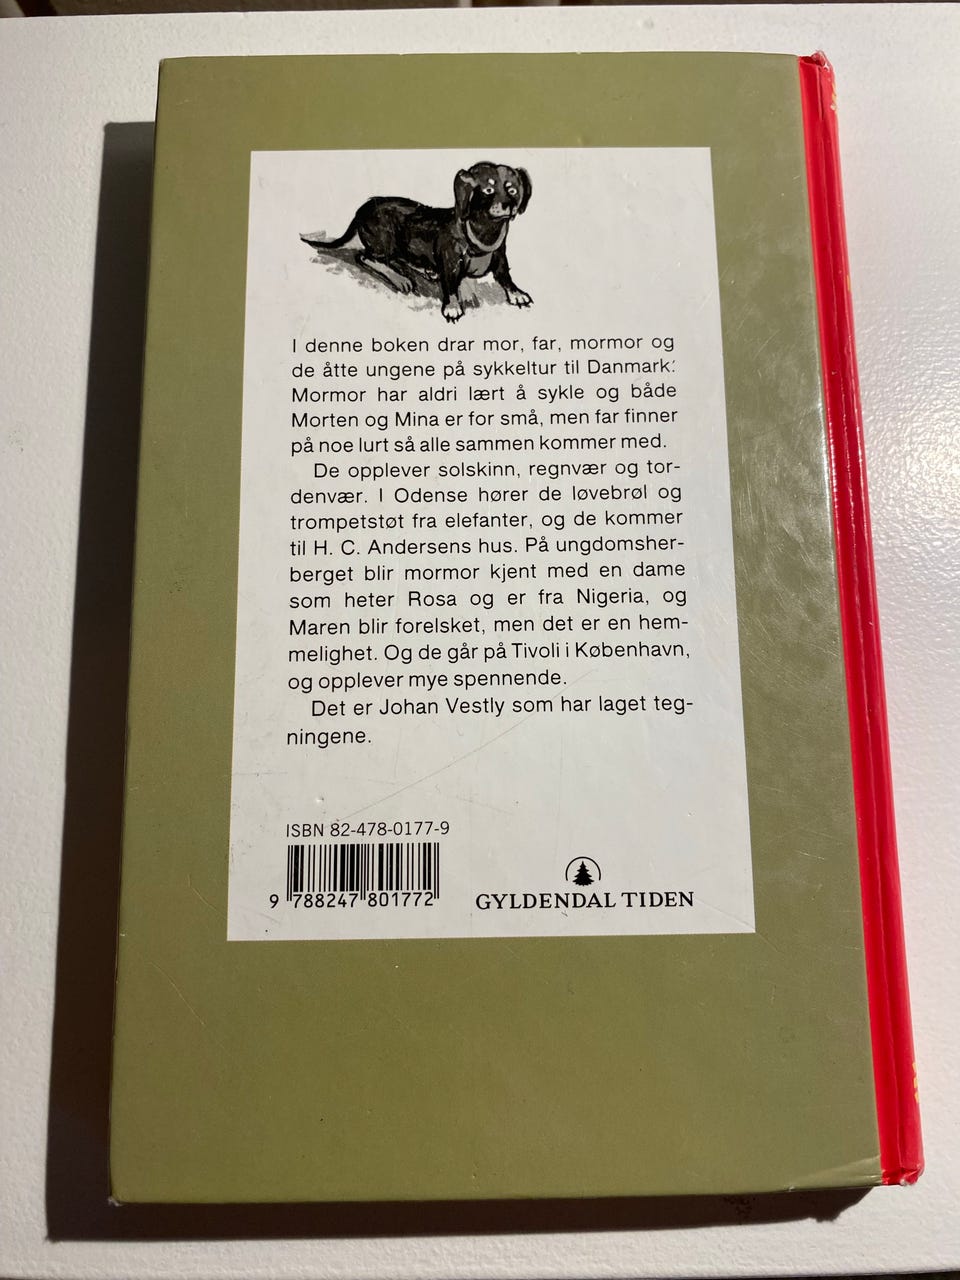 I denne boken drar mor, far, mormor og
de åtte ungene på sykkeltur til Danmark.
Mormor har aldri lært å sykle og både
Morten og Mina er for små, men far finner
på noe lurt så alle sammen kommer med.
De opplever solskinn, regnvær og tor-
denvær. I Odense hører de løvebrøl og
trompetstøt fra elefanter, og de kommer
til H. C. Andersens hus. På ungdomsher-
berget blir mormor kjent med en dame
som heter Rosa og er fra Nigeria, og
Maren blir forelsket, men det er en hem-
melighet. Og de går på Tivoli i København,
og opplever mye spennende.
Det er Johan Vestly som har laget teg-
ningene.
ISBN 82-478-0177-9
9 788247 801772
GYLDENDAL TIDEN